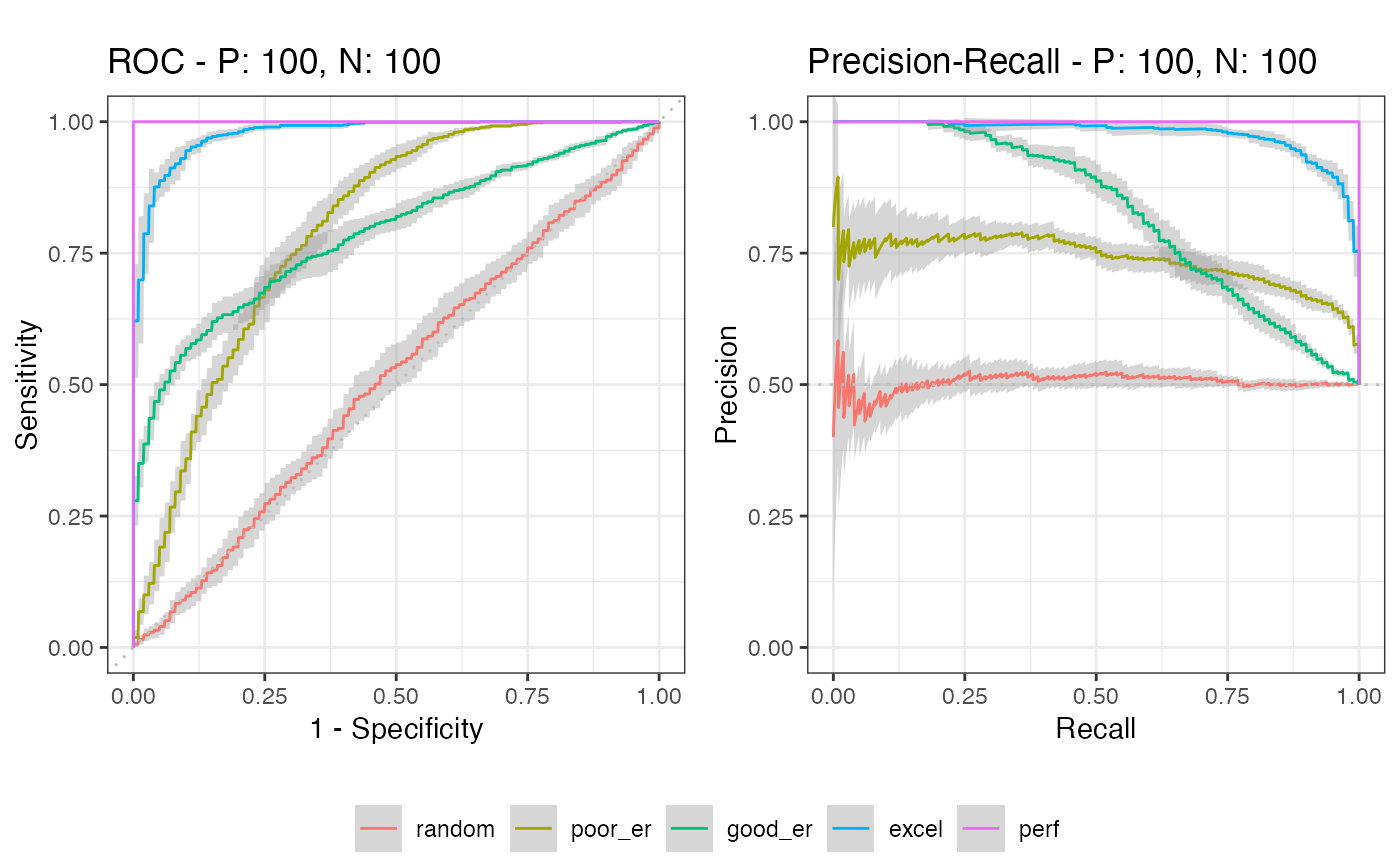 ROC - P: 100, N: 100
Sensitivity
1.00
0.75
0.50
0.25
0.00
0.00 0.25 0.50 0.75 1.00
1 - Specificity
Precision-Recall - P: 100, N: 100
Precision
1.00
0.75
0.50
0.25
0.00
0.00 0.25 0.50 0.75 1.00
Recall
random poor_er good_er excel perf